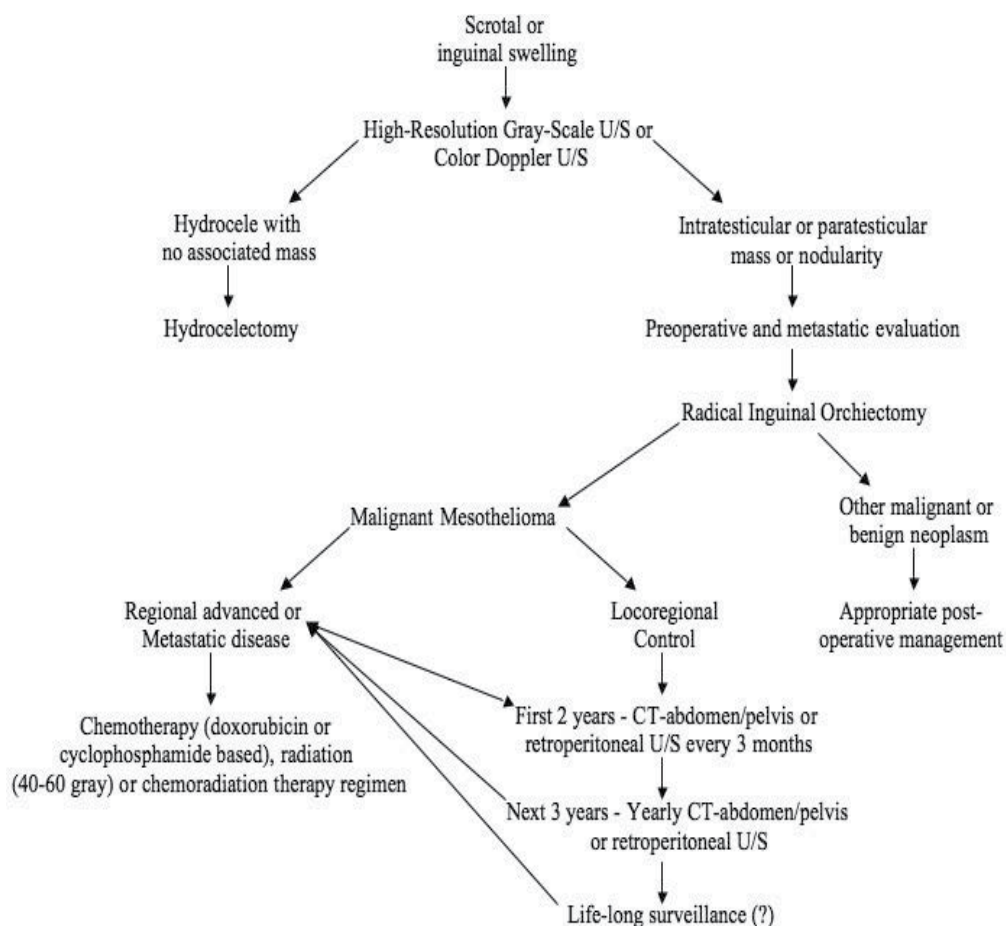 Scrotal or
inguinal swelling
High-Resolution Gray-Scale U/S or
Color Doppler U/S
Hydrocele with
no associated mass
Hydrocelectomy
Intratesticular or paratesticular
mass or nodularity
Preoperative and metastatic evaluation
Radical Inguinal Orchiectomy
Malignant Mesothelioma
Other malignant or
benign neoplasm
Appropriate post-
operative management
Regional advanced or
Metastatic disease
Chemotherapy (doxorubicin or
cyclophosphamide based), radiation
(40-60 gray) or chemoradiation therapy regimen
Locoregional
Control
First 2 years - CT-abdomen/pelvis or
retroperitoneal U/S every 3 months
Next 3 years - Yearly CT-abdomen/pelvis
or retroperitoneal U/S
Life-long surveillance (?)